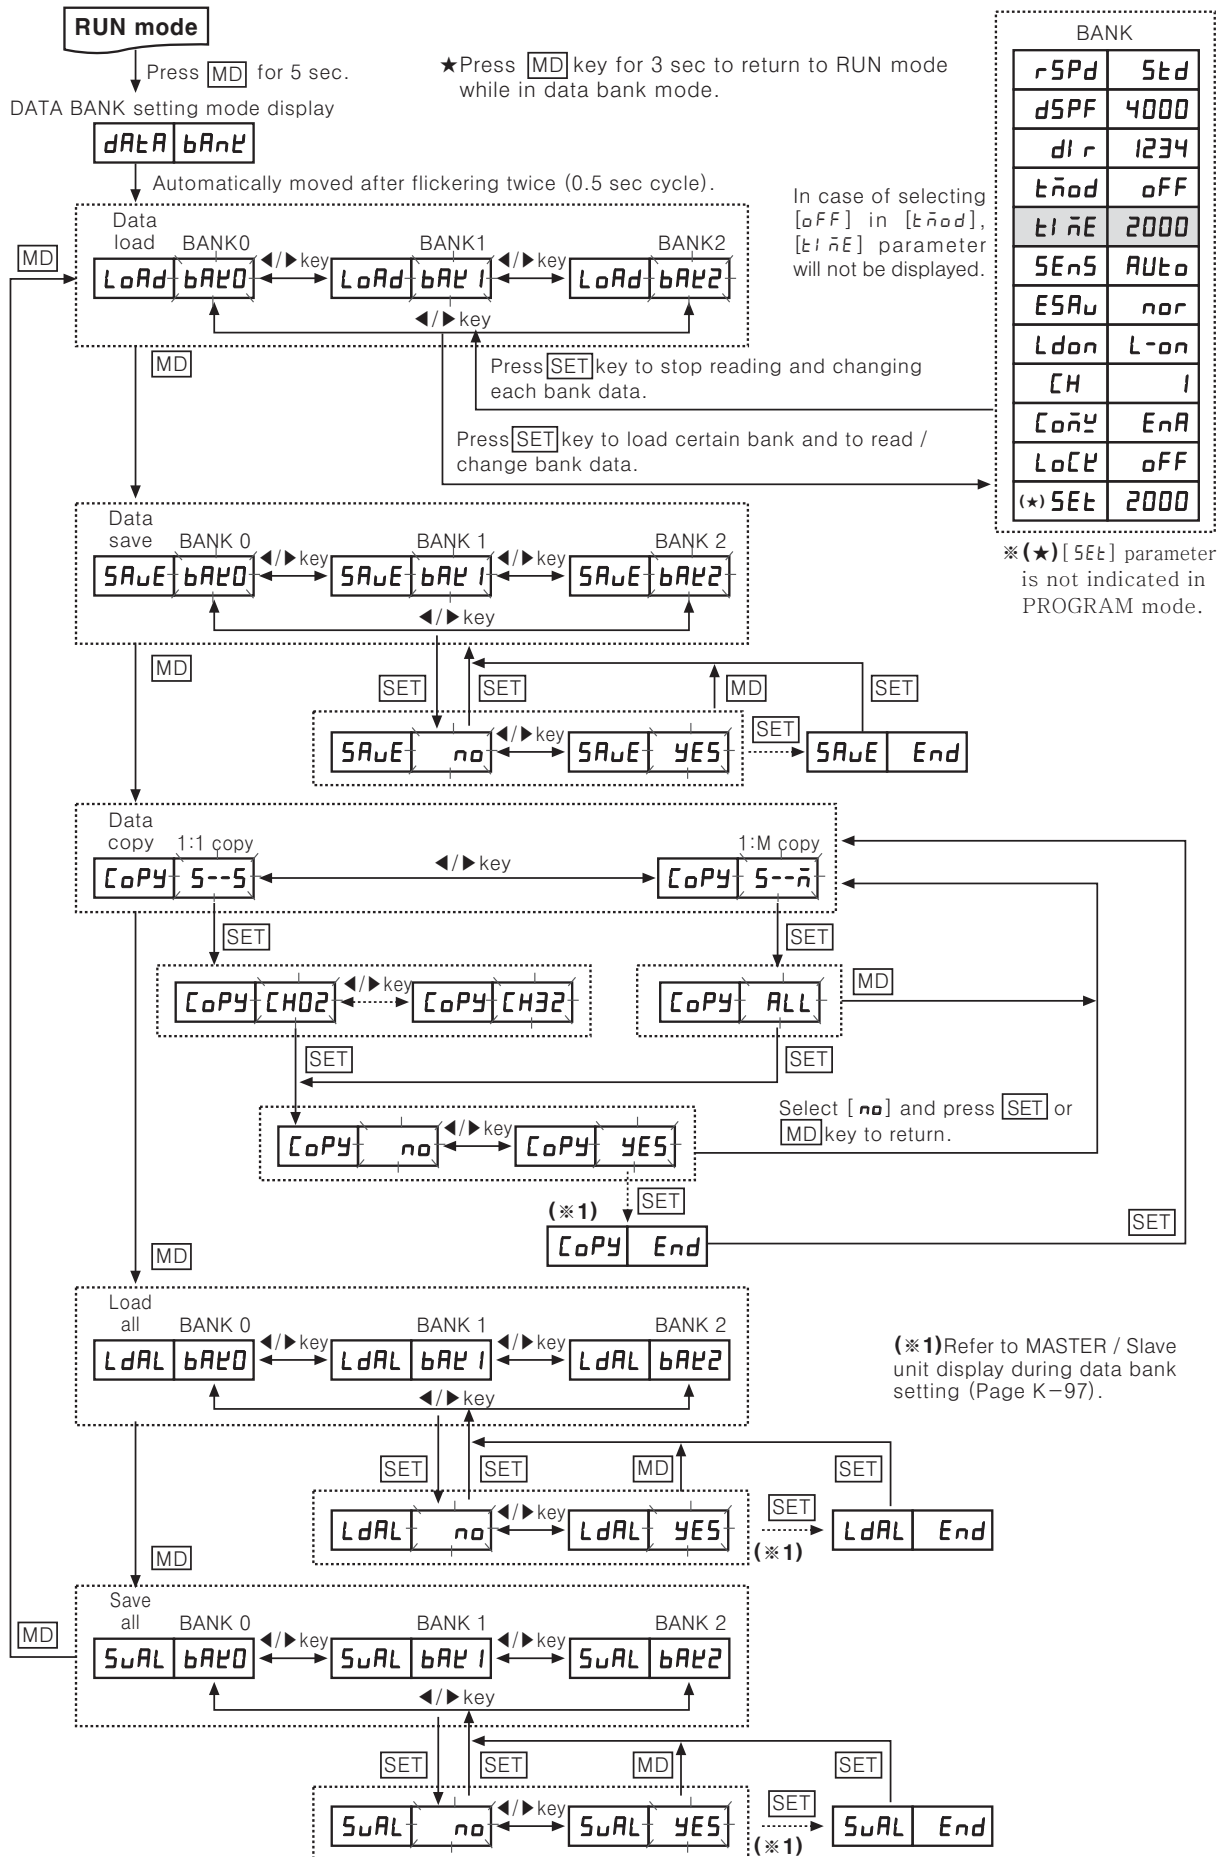 RUN mode
Press MD for 5 sec.
★Press MD key for 3 sec to return to RUN mode
while in data bank mode.
DATA BANK setting mode display
dAtA bAnK
Automatically moved after flickering twice (0.5 sec cycle).
Data
load BANK0 BANK1 BANK2
MD
LoAd bAK0 ◀/▶key LoAd bAK1 ◀/▶key LoAd bAK2
◀/▶key
In case of selecting
[oFF] in [tmod],
[tImE] parameter
will not be displayed.
BANK
rSPd Std
dSPF 4000
dIr 1234
tmod oFF
tImE 2000
SEnS AUto
ESAv nor
Ldon L-on
CH 1
ComY EnA
LoCK oFF
(★) SEt 2000
※(★)[SEt] parameter
is not indicated in
PROGRAM mode.
MD
Press SET key to stop reading and changing
each bank data.
Press SET key to load certain bank and to read /
change bank data.
Data
save BANK 0 BANK 1 BANK 2
SAvE bAK0 ◀/▶key SAvE bAK1 ◀/▶key SAvE bAK2
◀/▶key
MD
SET SET MD SET
SAvE no ◀/▶key SAvE YES SET SAvE End
Data
copy 1:1 copy 1:M copy
CoPY S--S ◀/▶key CoPY S--m
SET SET
CoPY CH02 ◀/▶key CoPY CH32 CoPY ALL MD
SET SET
Select [no] and press SET or
MD key to return.
CoPY no ◀/▶key CoPY YES
(※1) SET
CoPY End SET
MD
Load
all BANK 0 BANK 1 BANK 2
LdAL bAK0 ◀/▶key LdAL bAK1 ◀/▶key LdAL bAK2
◀/▶key
(※1)Refer to MASTER / Slave
unit display during data bank
setting (Page K-97).
SET SET MD SET
LdAL no ◀/▶key LdAL YES SET LdAL End
(※1)
MD
Save
all BANK 0 BANK 1 BANK 2
MD
SvAL bAK0 ◀/▶key SvAL bAK1 ◀/▶key SvAL bAK2
◀/▶key
SET SET MD SET
SvAL no ◀/▶key SvAL YES SET SvAL End
(※1)